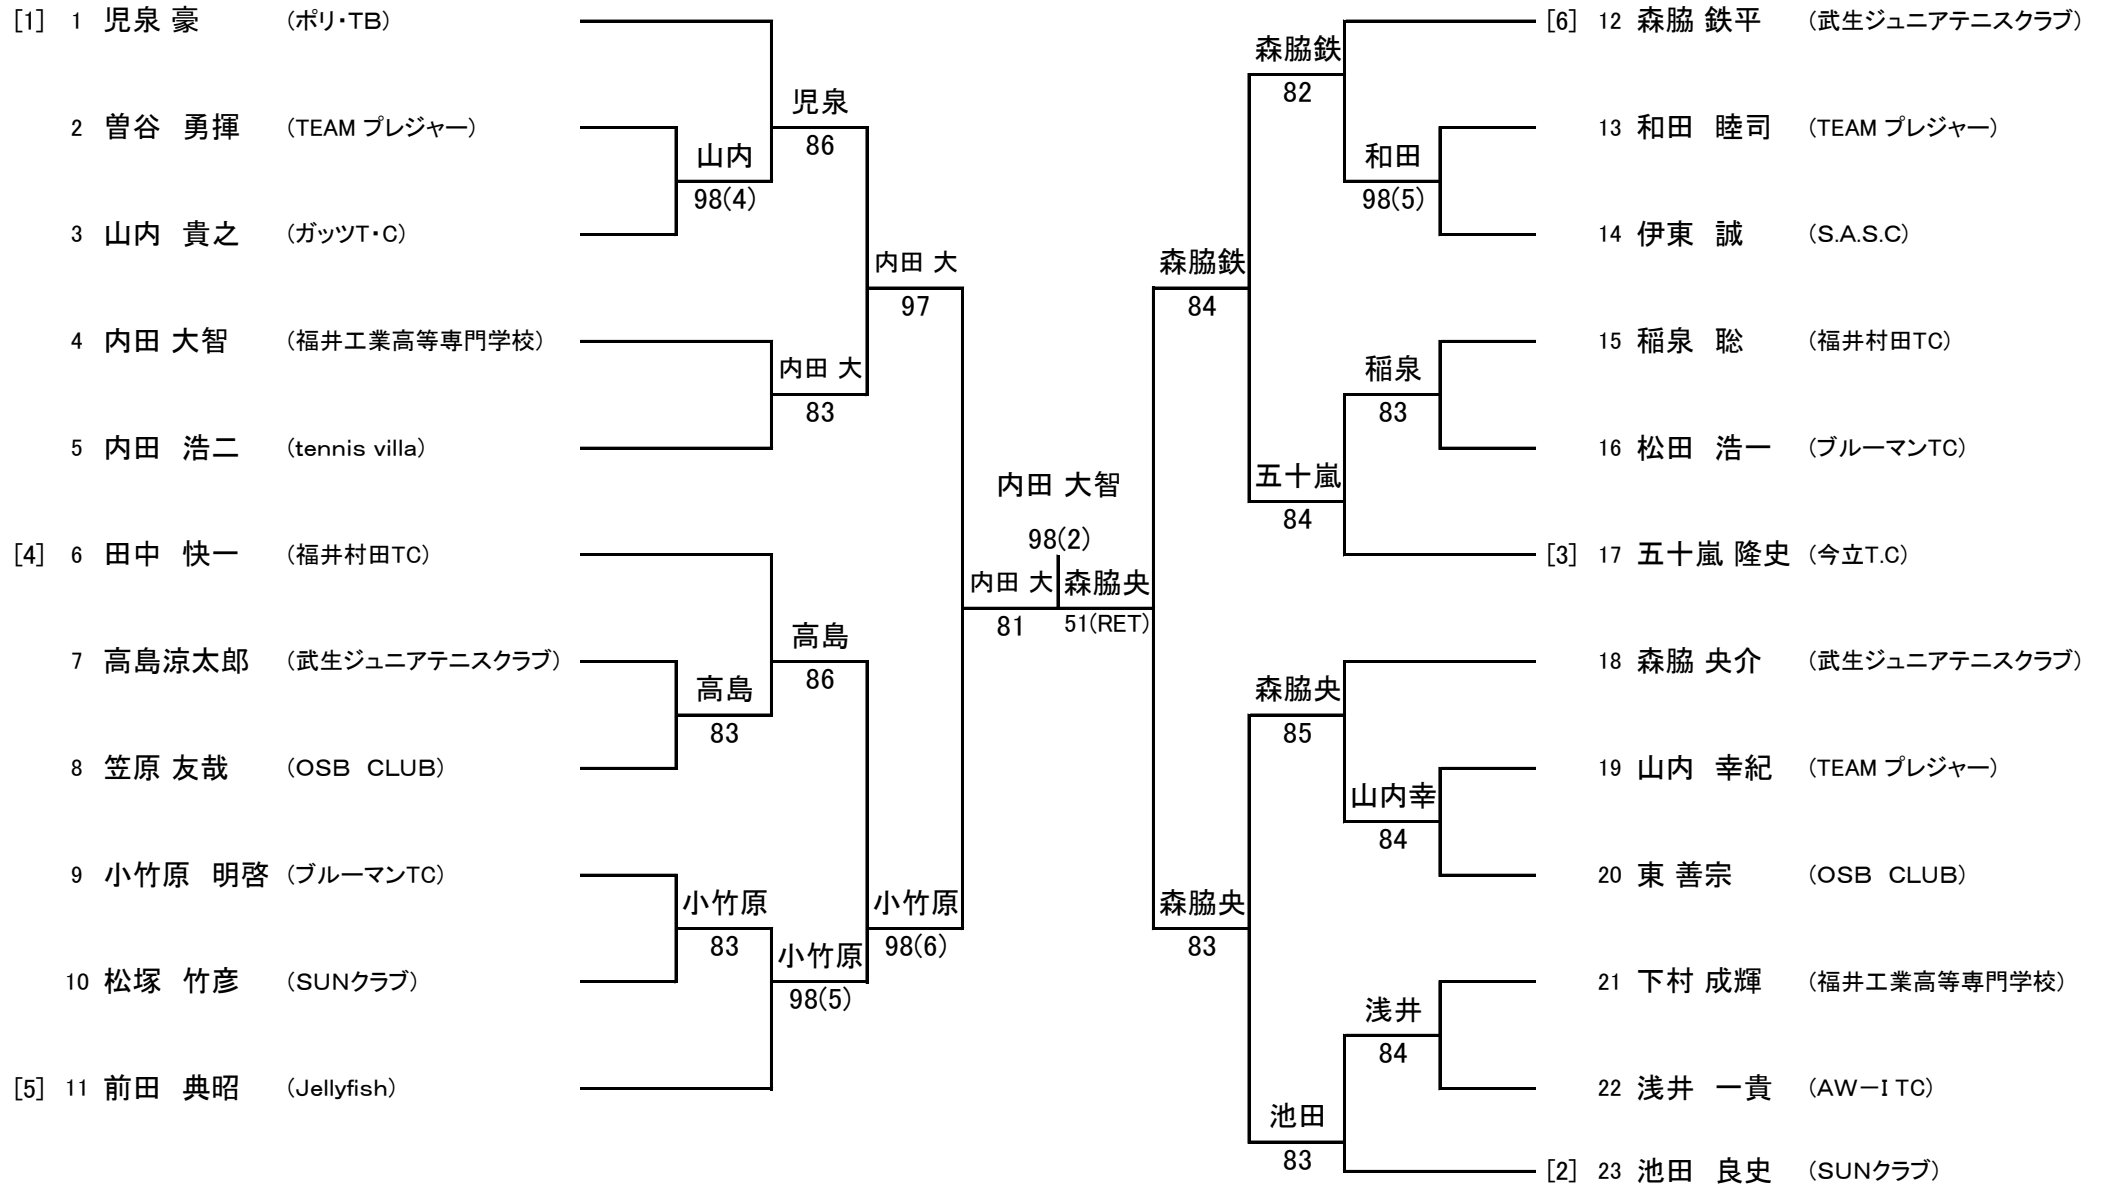 [1] 1 児泉 豪 (ポリ・TB)
2 曽谷 勇揮 (TEAM プレジャー)
3 山内 貴之 (ガッツT・C)
4 内田 大智 (福井工業高等専門学校)
5 内田 浩二 (tennis villa)
[4] 6 田中 快一 (福井村田TC)
7 高島涼太郎 (武生ジュニアテニスクラブ)
8 笠原 友哉 (OSB CLUB)
9 小竹原 明啓 (ブルーマンTC)
10 松塚 竹彦 (SUNクラブ)
[5] 11 前田 典昭 (Jellyfish)
山内
98(4)
高島
83
小竹原
83
児泉
86
内田 大
83
高島
86
小竹原
98(5)
内田 大
97
小竹原
98(6)
内田 大智
98(2)
内田 大
81
森脇央
51(RET)
森脇鉄
84
森脇央
83
森脇鉄
82
五十嵐
84
森脇央
85
池田
83
和田
98(5)
稲泉
83
山内幸
84
浅井
84
[6] 12 森脇 鉄平 (武生ジュニアテニスクラブ)
13 和田 睦司 (TEAM プレジャー)
14 伊東 誠 (S.A.S.C)
15 稲泉 聡 (福井村田TC)
16 松田 浩一 (ブルーマンTC)
[3] 17 五十嵐 隆史 (今立T.C)
18 森脇 央介 (武生ジュニアテニスクラブ)
19 山内 幸紀 (TEAM プレジャー)
20 東 善宗 (OSB CLUB)
21 下村 成輝 (福井工業高等専門学校)
22 浅井 一貴 (AW－I TC)
[2] 23 池田 良史 (SUNクラブ)